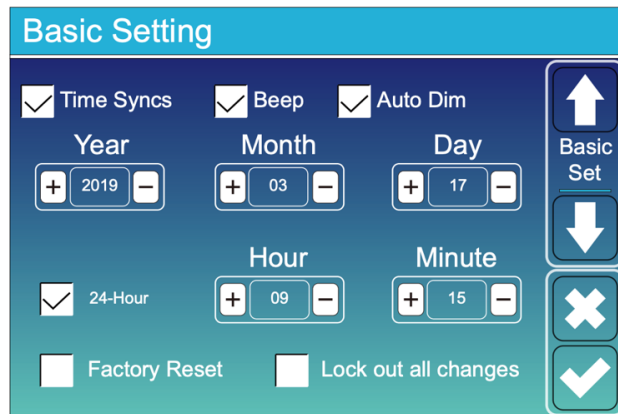 Basic Setting
Time Syncs Beep Auto Dim
Year Month Day
+ 2019 − + 03 − + 17 −
Basic
Set
Hour Minute
24-Hour + 09 − + 15 −
Factory Reset Lock out all changes